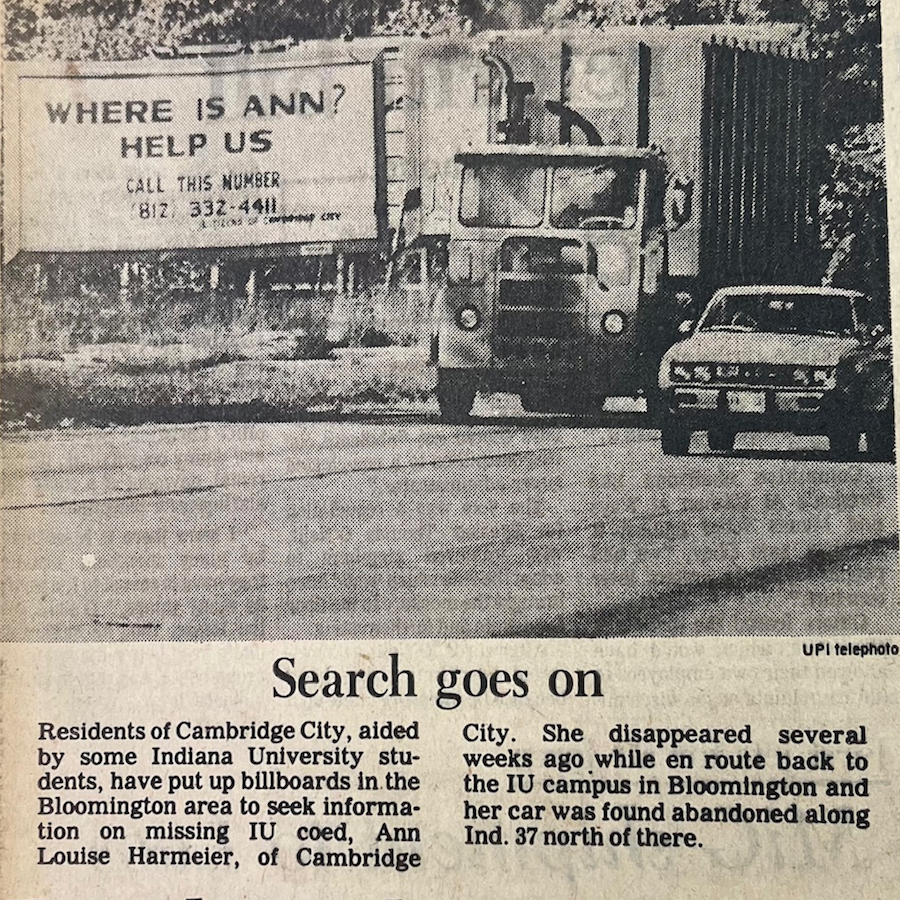 WHERE IS ANN?
HELP US
CALL THIS NUMBER
(812) 332-4411
CITIZENS OF CAMBRIDGE CITY
UPI telephoto
Search goes on
Residents of Cambridge City, aided
by some Indiana University stu-
dents, have put up billboards in the
Bloomington area to seek informa-
tion on missing IU coed, Ann
Louise Harmeier, of Cambridge
City. She disappeared several
weeks ago while en route back to
the IU campus in Bloomington and
her car was found abandoned along
Ind. 37 north of there.